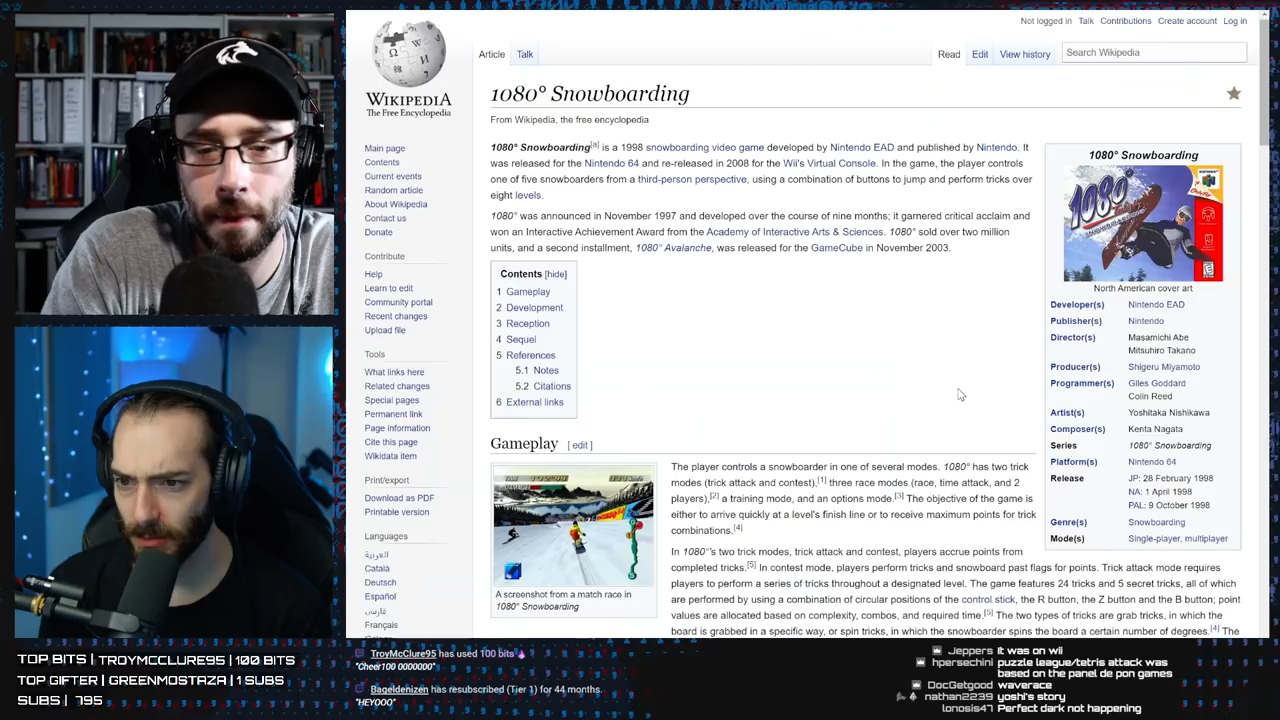 WIKIPEDIA
The Free Encyclopedia
Main page
Contents
Current events
Random article
About Wikipedia
Contact us
Donate
Contribute
Help
Learn to edit
Community portal
Recent changes
Upload file
Tools
What links here
Related changes
Special pages
Permanent link
Page information
Cite this page
Wikidata item
Print/export
Download as PDF
Printable version
Languages
العربية
Català
Deutsch
Español
فارسی
Français
Not logged in Talk Contributions Create account Log in
Article Talk Read Edit View history Search Wikipedia
1080° Snowboarding
From Wikipedia, the free encyclopedia
1080° Snowboarding[a] is a 1998 snowboarding video game developed by Nintendo EAD and published by Nintendo. It
was released for the Nintendo 64 and re-released in 2008 for the Wii's Virtual Console. In the game, the player controls
one of five snowboarders from a third-person perspective, using a combination of buttons to jump and perform tricks over
eight levels.
1080° was announced in November 1997 and developed over the course of nine months; it garnered critical acclaim and
won an Interactive Achievement Award from the Academy of Interactive Arts & Sciences. 1080° sold over two million
units, and a second installment, 1080° Avalanche, was released for the GameCube in November 2003.
Contents [hide]
1 Gameplay
2 Development
3 Reception
4 Sequel
5 References
5.1 Notes
5.2 Citations
6 External links
Gameplay [ edit ]
A screenshot from a match race in
1080° Snowboarding
The player controls a snowboarder in one of several modes. 1080° has two trick
modes (trick attack and contest),[1] three race modes (race, time attack, and 2
players),[2] a training mode, and an options mode.[3] The objective of the game is
either to arrive quickly at a level's finish line or to receive maximum points for trick
combinations.[4]
In 1080°'s two trick modes, trick attack and contest, players accrue points from
completed tricks.[5] In contest mode, players perform tricks and snowboard past flags for points. Trick attack mode requires
players to perform a series of tricks throughout a designated level. The game features 24 tricks and 5 secret tricks, all of which
are performed by using a combination of circular positions of the control stick, the R button, the Z button and the B button; point
values are allocated based on complexity, combos, and required time.[5] The two types of tricks are grab tricks, in which the
board is grabbed in a specific way, or spin tricks, in which the snowboarder spins the board a certain number of degrees.[4] The
1080° Snowboarding
1080°
North American cover art
Developer(s) Nintendo EAD
Publisher(s) Nintendo
Director(s) Masamichi Abe
Mitsuhiro Takano
Producer(s) Shigeru Miyamoto
Programmer(s) Giles Goddard
Colin Reed
Artist(s) Yoshitaka Nishikawa
Composer(s) Kenta Nagata
Series 1080° Snowboarding
Platform(s) Nintendo 64
Release JP: 28 February 1998
NA: 1 April 1998
PAL: 9 October 1998
Genre(s) Snowboarding
Mode(s) Single-player, multiplayer
TOP BITS | TROYMCCLURE95 | 100 BITS
TOP GIFTER | GREENMOSTAZA | 1 SUBS
SUBS | 795
TroyMcClure95 has used 100 bits
"Cheer100 0000000"
Bageldenizen has resubscribed (Tier 1) for 44 months.
"HEYOOO"
Jeppers it was on wii
hpersechini puzzle league/tetris attack was
based on the panel de pon games
DocGetgood waverace
nathan2239 yoshi's story
lonosis47 Perfect dark not happening